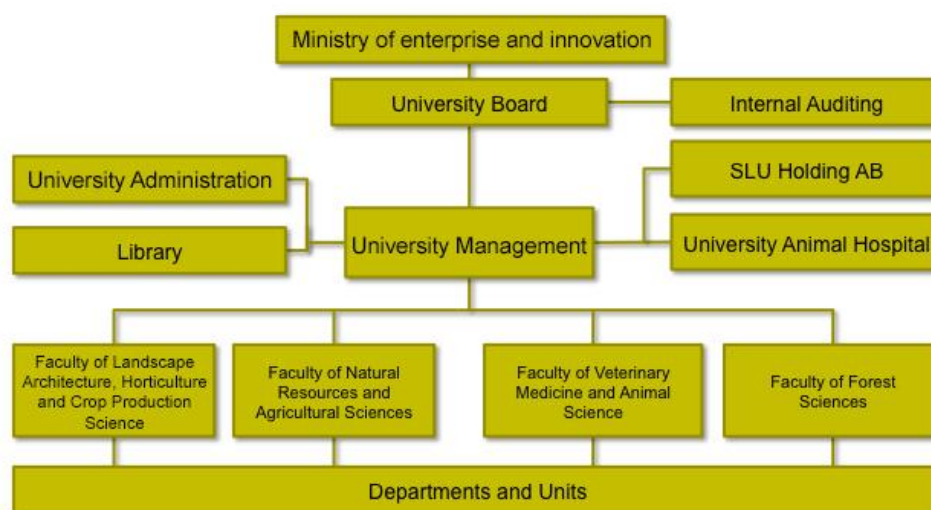 Ministry of enterprise and innovation
University Board
Internal Auditing
University Administration
SLU Holding AB
Library
University Management
University Animal Hospital
Faculty of Landscape
Architecture, Horticulture
and Crop Production
Science
Faculty of Natural
Resources and
Agricultural Sciences
Faculty of Veterinary
Medicine and Animal
Science
Faculty of Forest
Sciences
Departments and Units